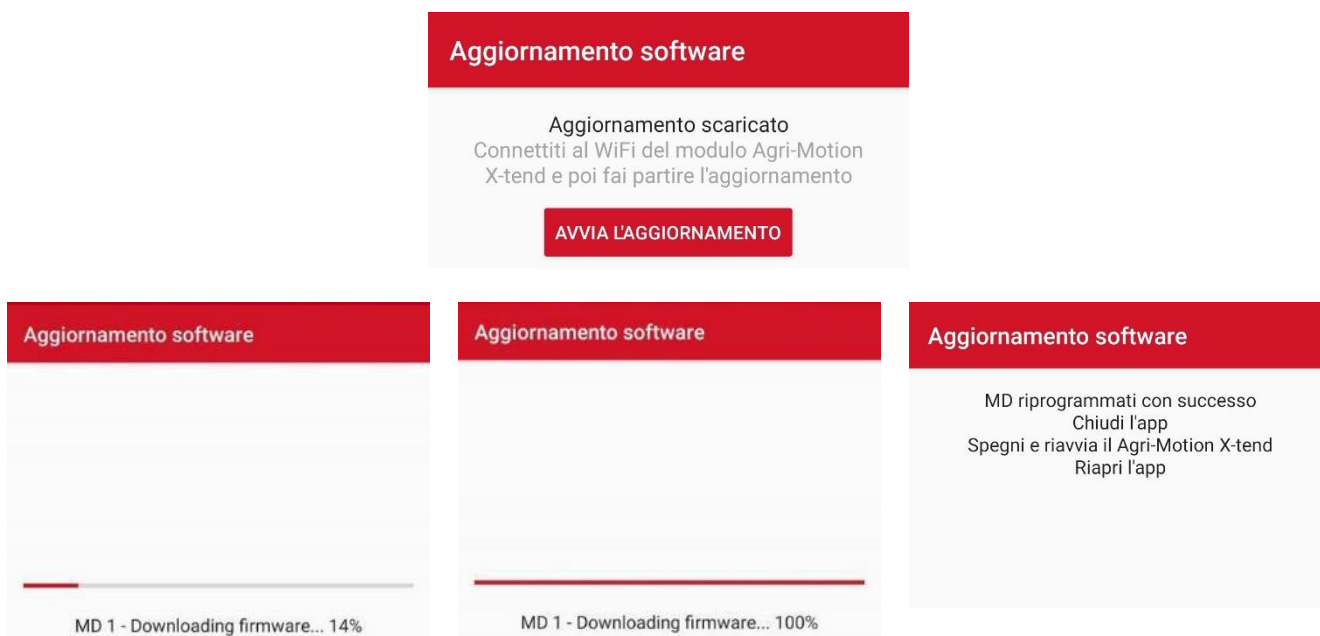 Aggiornamento software
Aggiornamento scaricato
Connettiti al WiFi del modulo Agri-Motion
X-tend e poi fai partire l'aggiornamento
AVVIA L'AGGIORNAMENTO
Aggiornamento software
MD 1 - Downloading firmware... 14%
Aggiornamento software
MD 1 - Downloading firmware... 100%
Aggiornamento software
MD riprogrammati con successo
Chiudi l'app
Spegni e riavvia il Agri-Motion X-tend
Riapri l'app